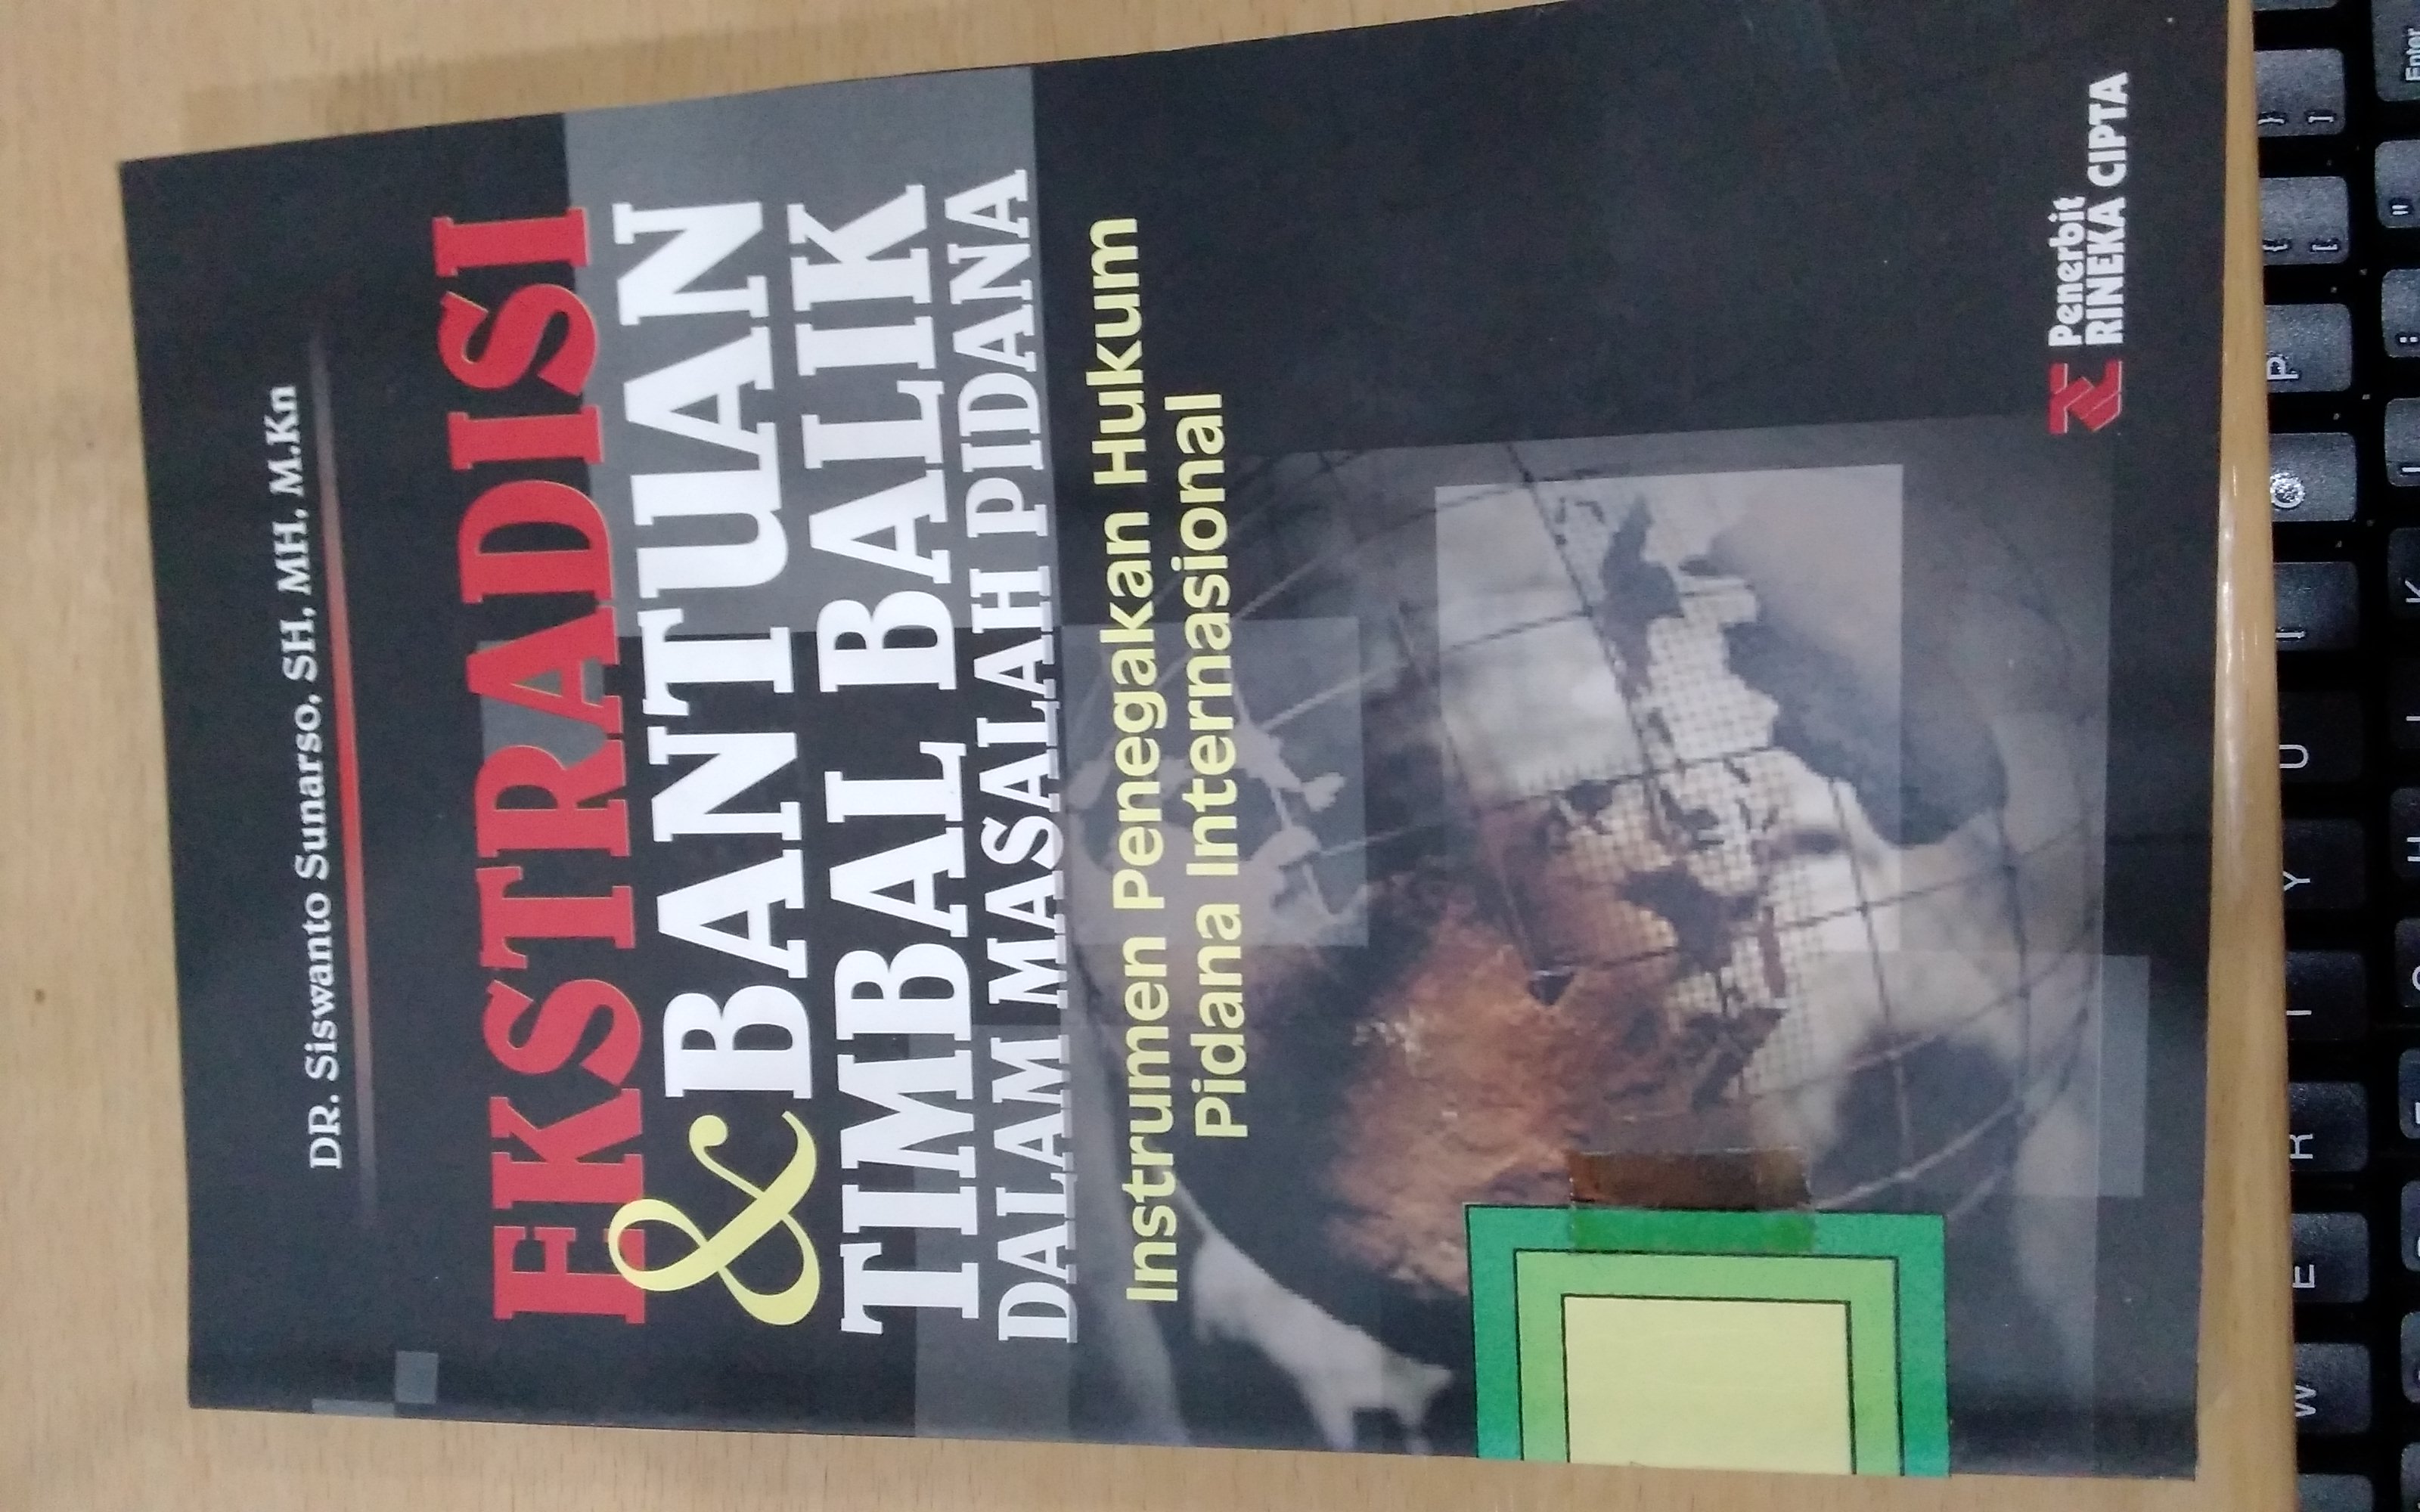 DR. Siswanto Sunarso, SH, MH, M.Kn
EKSTRADISI
& BANTUAN
TIMBAL BALIK
DALAM MASALAH PIDANA
Instrumen Penegakan Hukum
Pidana Internasional
Penerbit
RINEKA CIPTA
Enter
P
O
I
U
Y
T
R
E
W
K
J
H